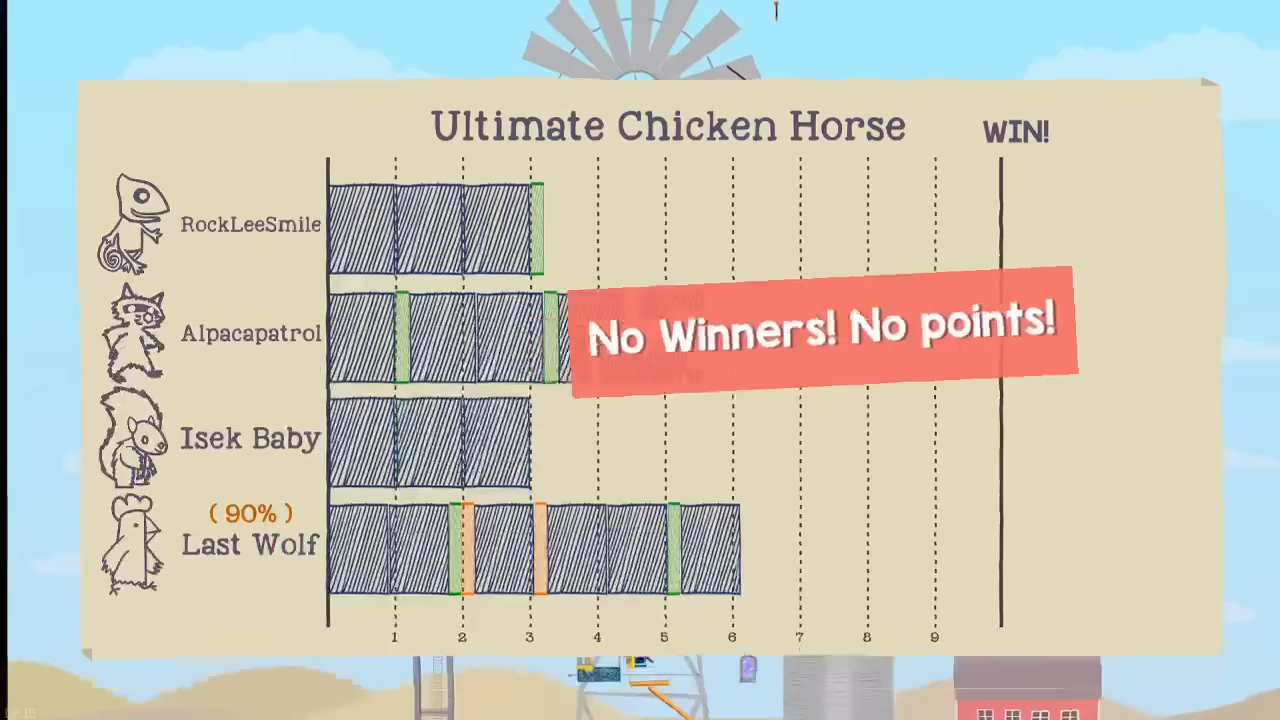 Ultimate Chicken Horse
WIN!
RockLeeSmile
Alpacapatrol
No Winners! No points!
Isek Baby
( 90% )
Last Wolf
1 2 3 4 5 6 7 8 9